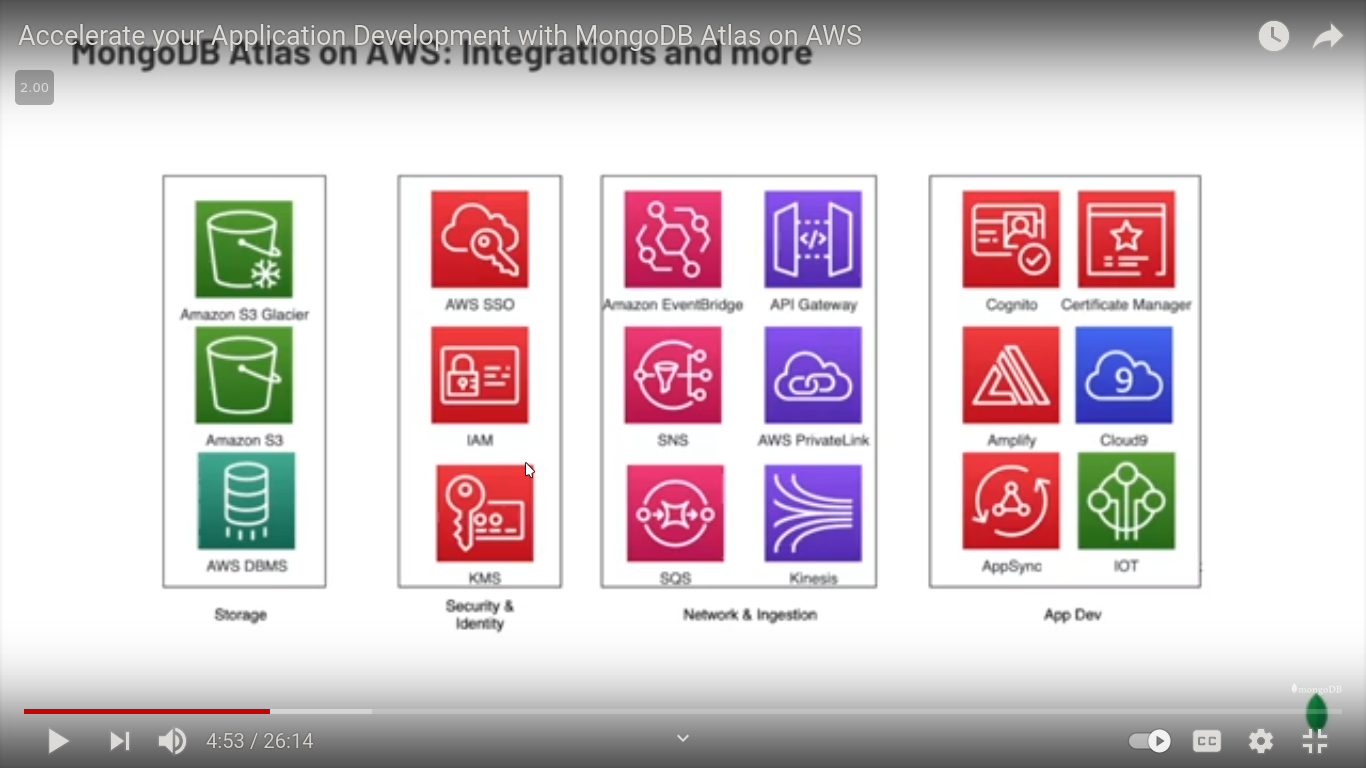 Accelerate your Application Development with MongoDB Atlas on AWS
MongoDB Atlas on AWS: Integrations and more
2.00
Amazon S3 Glacier
Amazon S3
AWS DBMS
Storage
AWS SSO
IAM
KMS
Security &
Identity
Amazon EventBridge
API Gateway
SNS
AWS PrivateLink
SQS
Kinesis
Network & Ingestion
Cognito
Certificate Manager
Amplify
9
Cloud9
AppSync
IOT
App Dev
mongoDB
4:53 / 26:14
CC